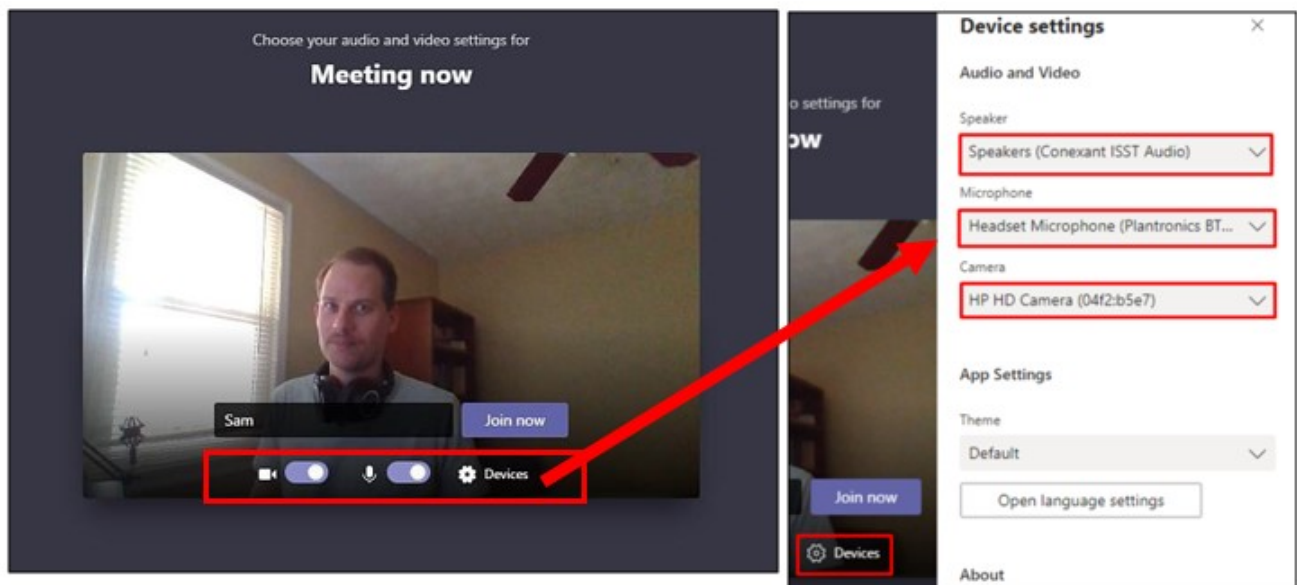 Choose your audio and video settings for
Meeting now
Sam
Join now
Devices
o settings for
ow
Join now
Devices
Device settings
Audio and Video
Speaker
Speakers (Conexant ISST Audio)
Microphone
Headset Microphone (Plantronics BT...
Camera
HP HD Camera (04f2:b5e7)
App Settings
Theme
Default
Open language settings
About